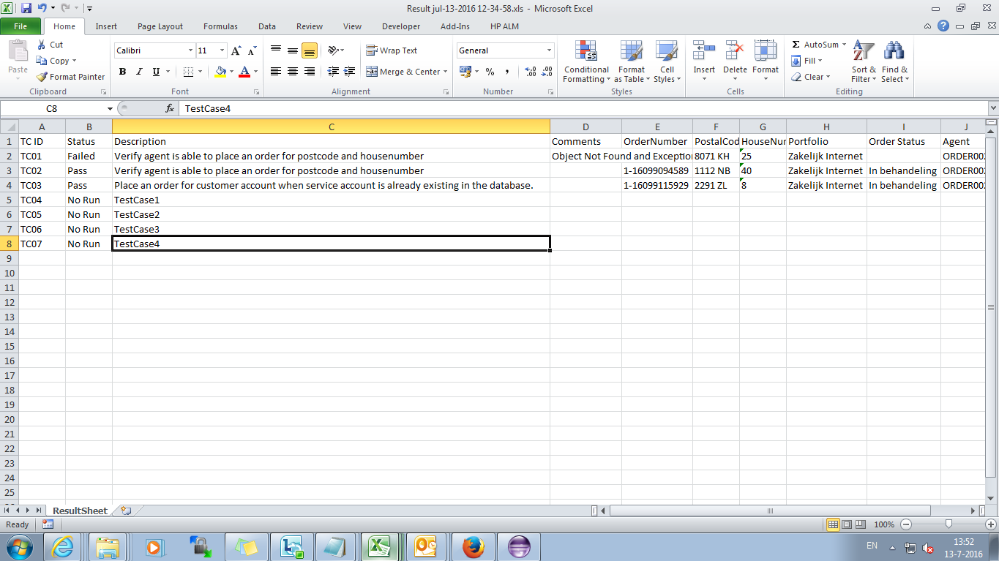 Result jul-13-2016 12-34-58.xls - Microsoft Excel
File Home Insert Page Layout Formulas Data Review View Developer Add-Ins HP ALM
Paste
Cut
Copy
Format Painter
Clipboard
Calibri 11
B I U
Font
Wrap Text
Merge & Center
Alignment
General
%
Number
Conditional Formatting
Format as Table
Cell Styles
Styles
Insert Delete Format
Cells
AutoSum
Fill
Clear
Sort & Filter
Find & Select
Editing
C8 fx TestCase4
A B C D E F G H I J
1 TC ID Status Description Comments OrderNumber PostalCod HouseNun Portfolio Order Status Agent
2 TC01 Failed Verify agent is able to place an order for postcode and housenumber Object Not Found and Exception 8071 KH 25 Zakelijk Internet ORDER002
3 TC02 Pass Verify agent is able to place an order for postcode and housenumber 1-16099094589 1112 NB 40 Zakelijk Internet In behandeling ORDER002
4 TC03 Pass Place an order for customer account when service account is already existing in the database. 1-16099115929 2291 ZL 8 Zakelijk Internet In behandeling ORDER002
5 TC04 No Run TestCase1
6 TC05 No Run TestCase2
7 TC06 No Run TestCase3
8 TC07 No Run TestCase4
9
10
11
12
13
14
15
16
17
18
19
20
21
22
23
24
25
ResultSheet
Ready 100%
EN 13:52
13-7-2016